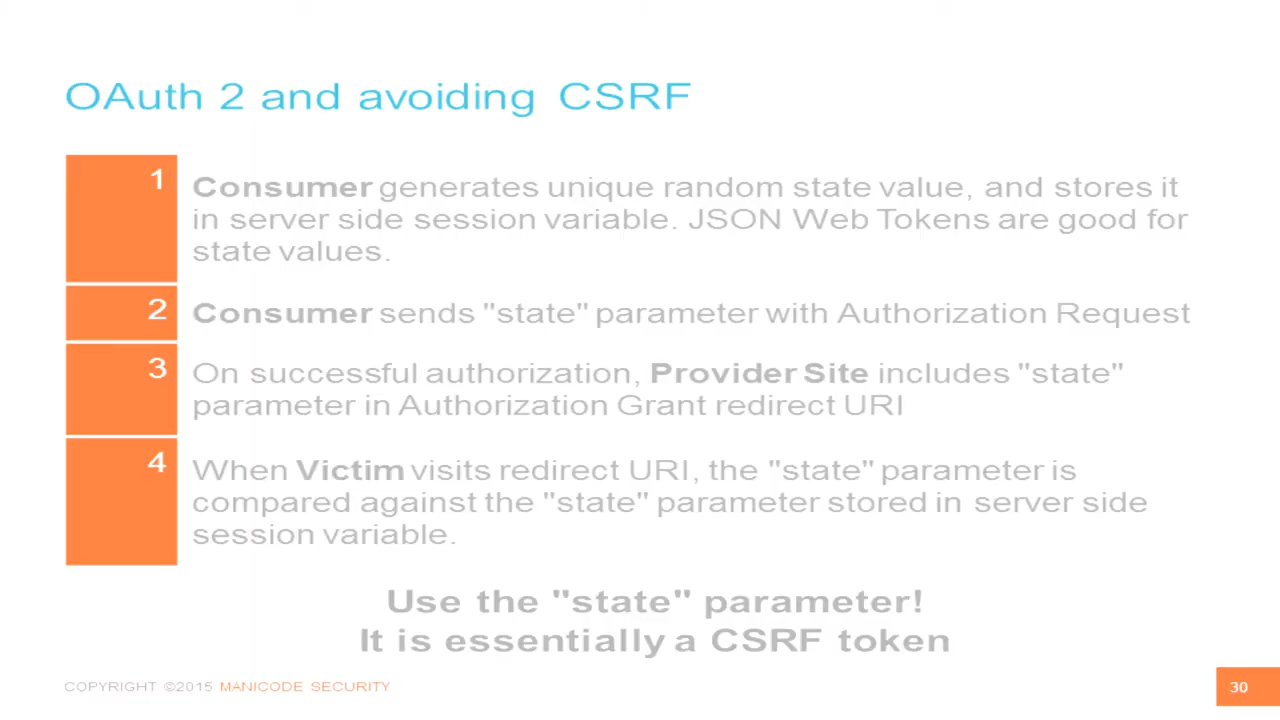 OAuth 2 and avoiding CSRF
1
Consumer generates unique random state value, and stores it
in server side session variable. JSON Web Tokens are good for
state values.
2
Consumer sends "state" parameter with Authorization Request
3
On successful authorization, Provider Site includes "state"
parameter in Authorization Grant redirect URI
4
When Victim visits redirect URI, the "state" parameter is
compared against the "state" parameter stored in server side
session variable.
Use the "state" parameter!
It is essentially a CSRF token
COPYRIGHT ©2015 MANICODE SECURITY
30